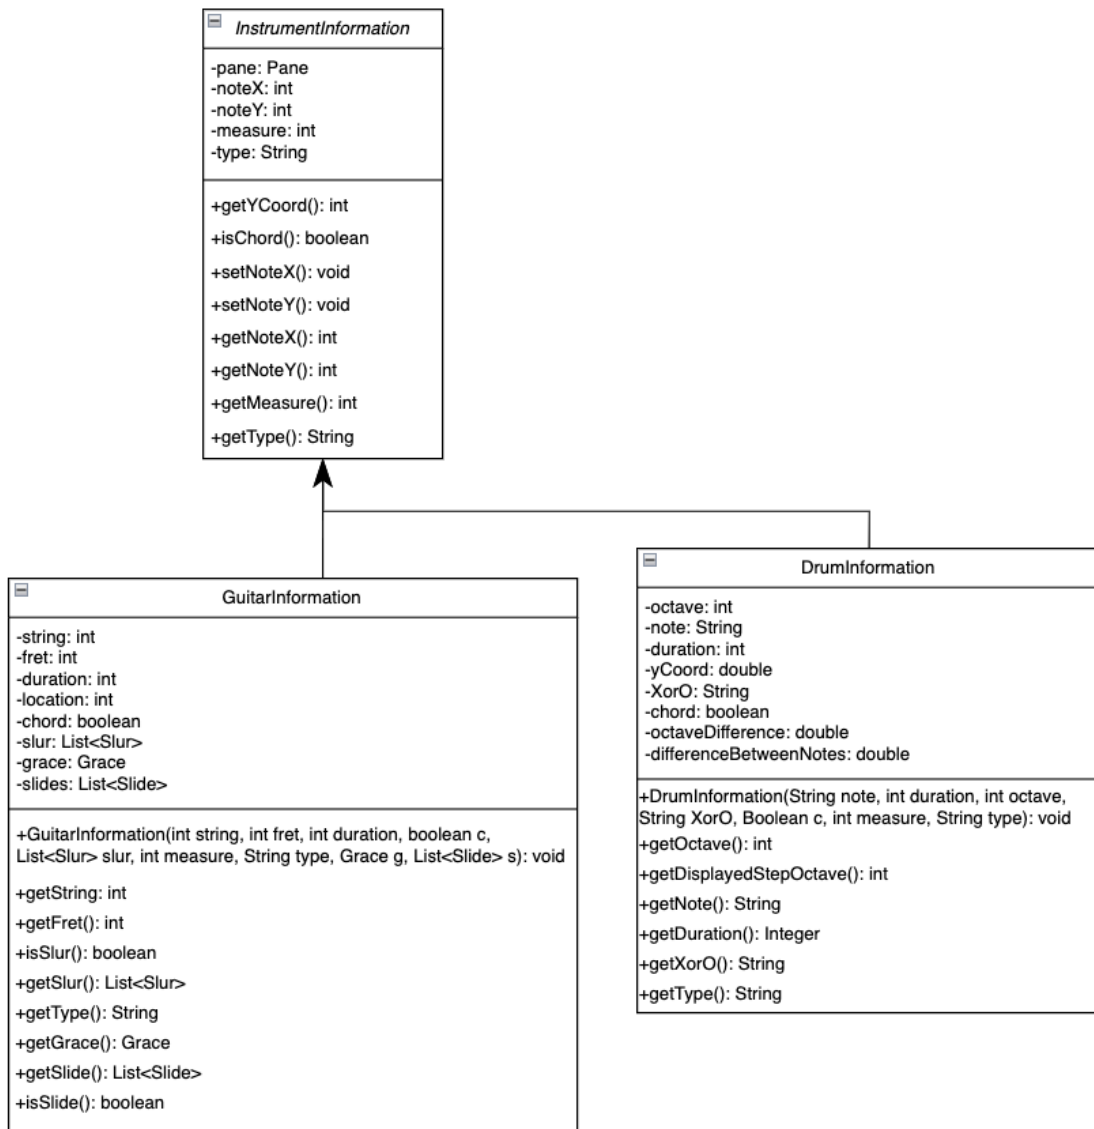 InstrumentInformation
-pane: Pane
-noteX: int
-noteY: int
-measure: int
-type: String
+getYCoord(): int
+isChord(): boolean
+setNoteX(): void
+setNoteY(): void
+getNoteX(): int
+getNoteY(): int
+getMeasure(): int
+getType(): String
GuitarInformation
-string: int
-fret: int
-duration: int
-location: int
-chord: boolean
-slur: List<Slur>
-grace: Grace
-slides: List<Slide>
+GuitarInformation(int string, int fret, int duration, boolean c,
List<Slur> slur, int measure, String type, Grace g, List<Slide> s): void
+getString: int
+getFret(): int
+isSlur(): boolean
+getSlur(): List<Slur>
+getType(): String
+getGrace(): Grace
+getSlide(): List<Slide>
+isSlide(): boolean
DrumInformation
-octave: int
-note: String
-duration: int
-yCoord: double
-XorO: String
-chord: boolean
-octaveDifference: double
-differenceBetweenNotes: double
+DrumInformation(String note, int duration, int octave,
String XorO, Boolean c, int measure, String type): void
+getOctave(): int
+getDisplayedStepOctave(): int
+getNote(): String
+getDuration(): Integer
+getXorO(): String
+getType(): String